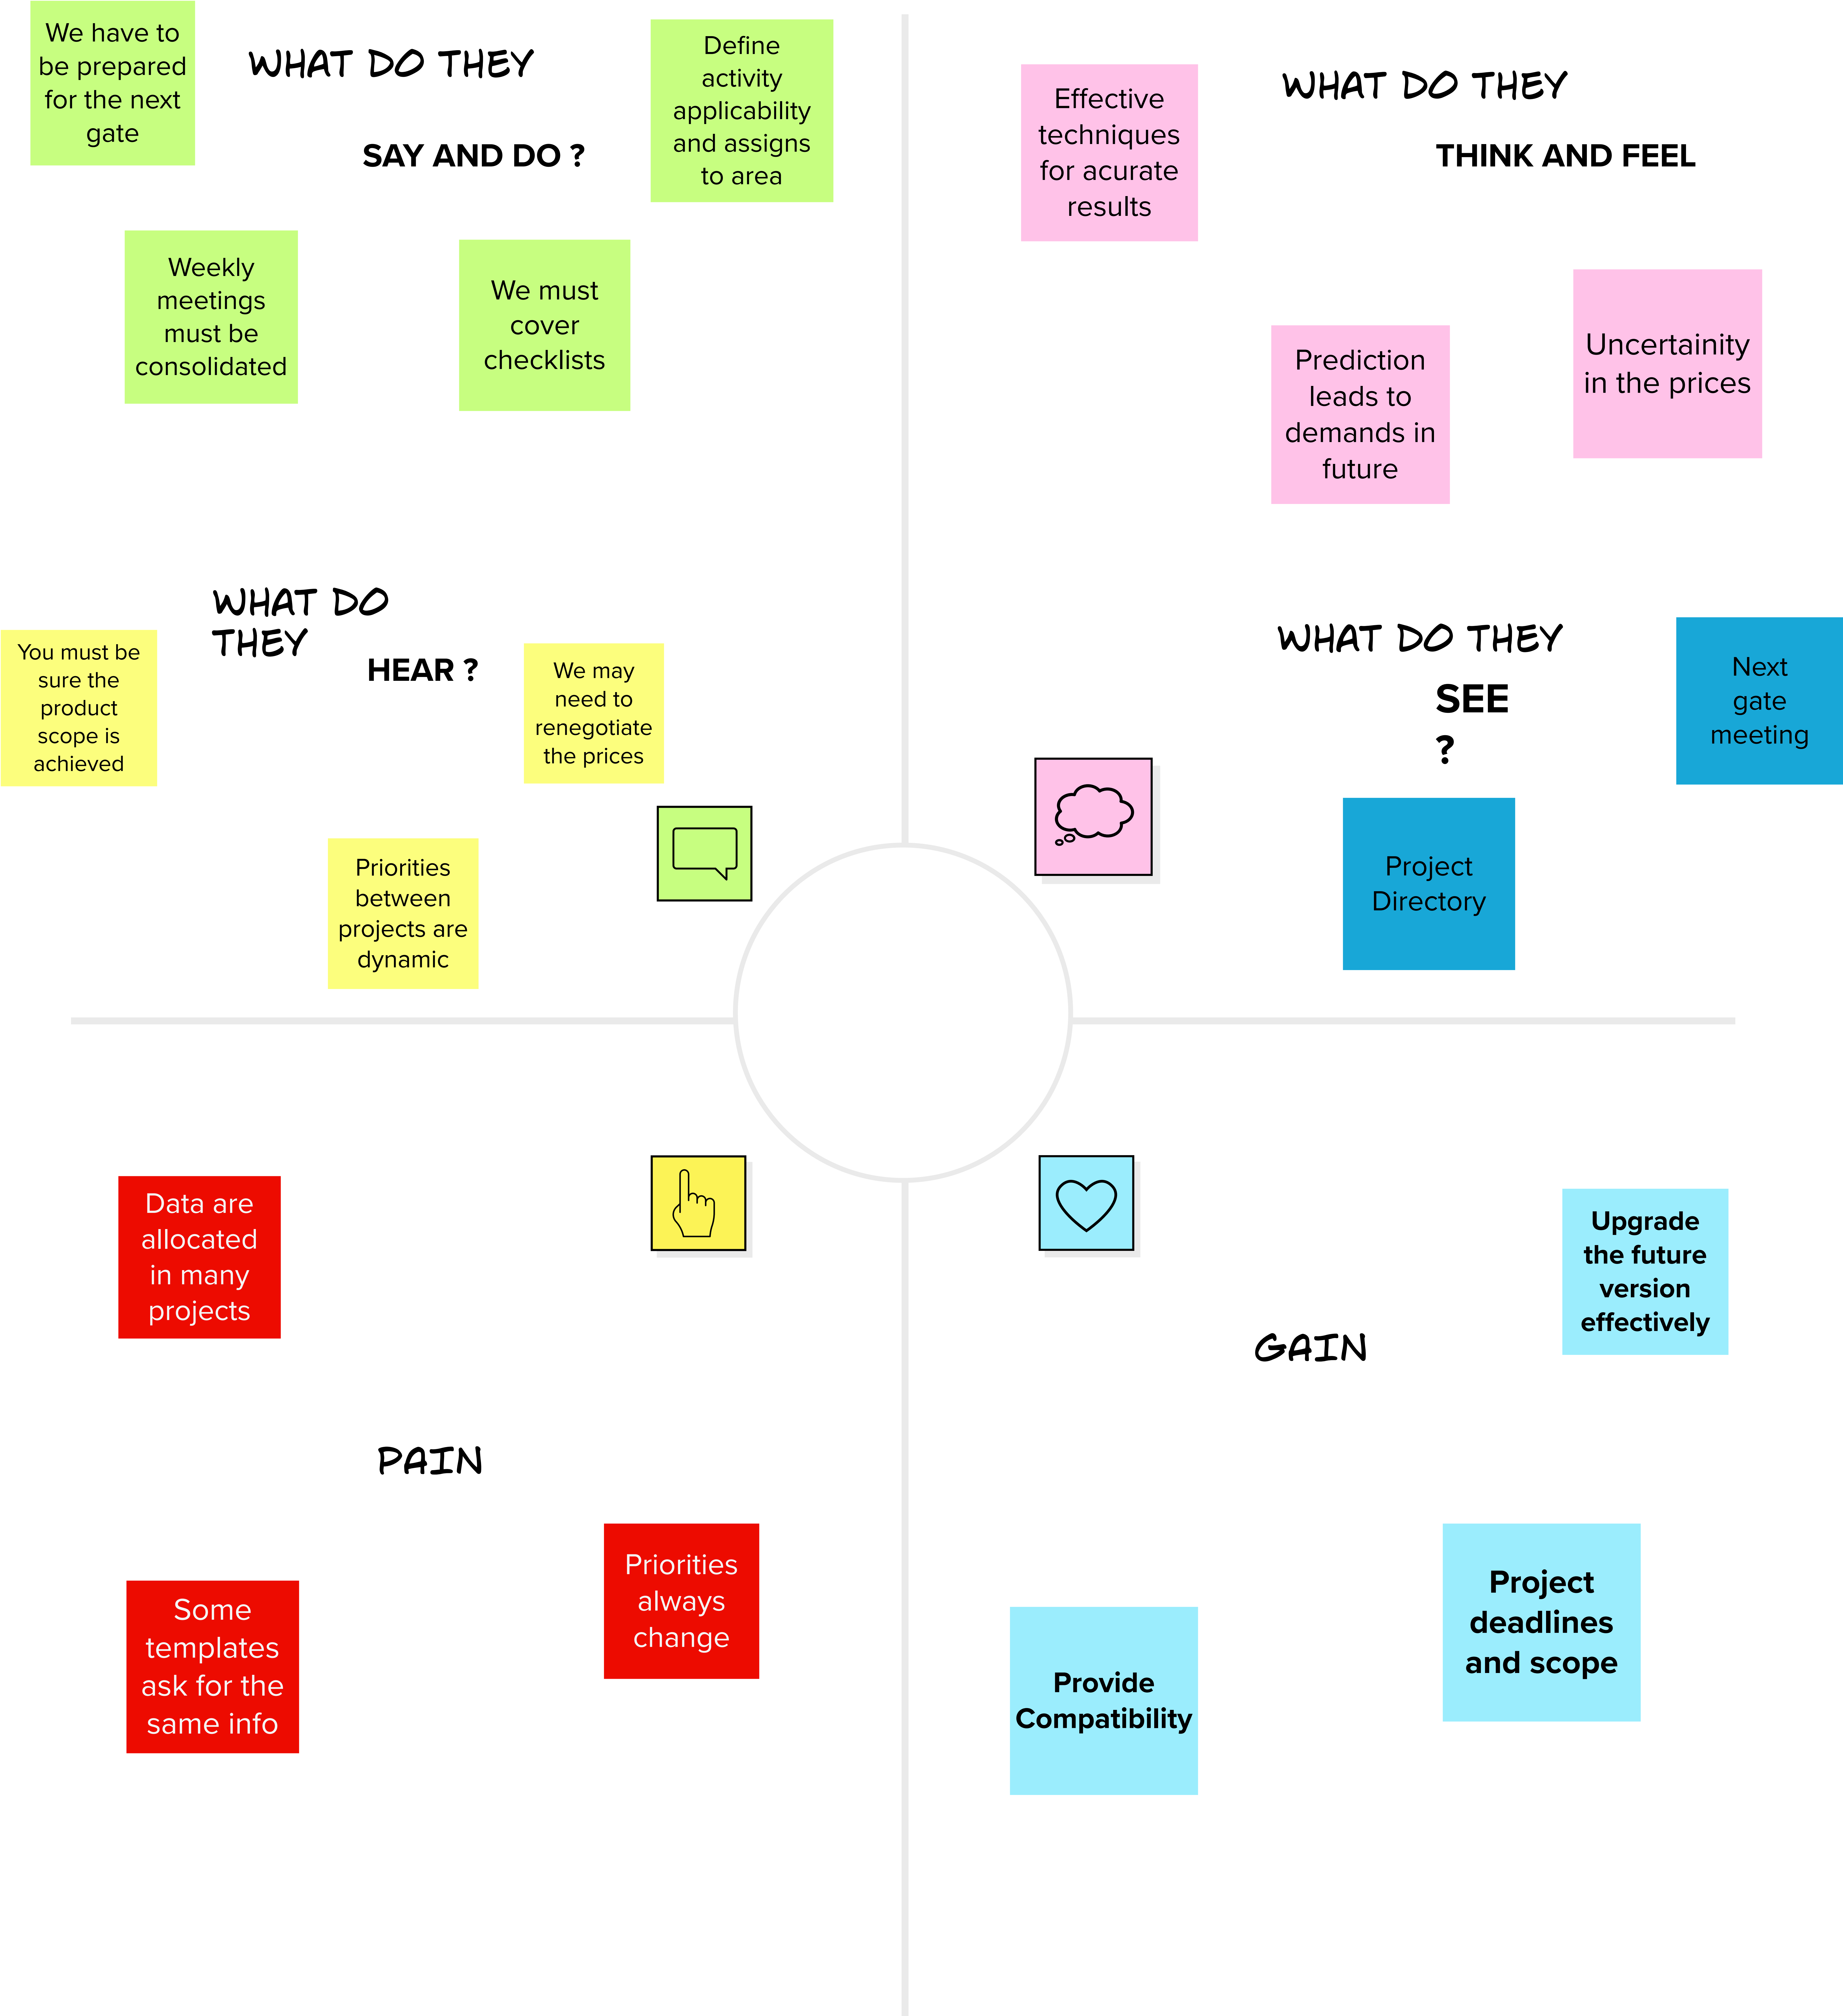 We have to
be prepared
for the next
gate
WHAT DO THEY
SAY AND DO ?
Define
activity
applicability
and assigns
to area
Weekly
meetings
must be
consolidated
We must
cover
checklists
Effective
techniques
for acurate
results
WHAT DO THEY
THINK AND FEEL
Prediction
leads to
demands in
future
Uncertainity
in the prices
WHAT DO
THEY
HEAR ?
You must be
sure the
product
scope is
achieved
We may
need to
renegotiate
the prices
Priorities
between
projects are
dynamic
WHAT DO THEY
SEE
?
Next
gate
meeting
Project
Directory
Data are
allocated
in many
projects
PAIN
Some
templates
ask for the
same info
Priorities
always
change
GAIN
Upgrade
the future
version
effectively
Provide
Compatibility
Project
deadlines
and scope